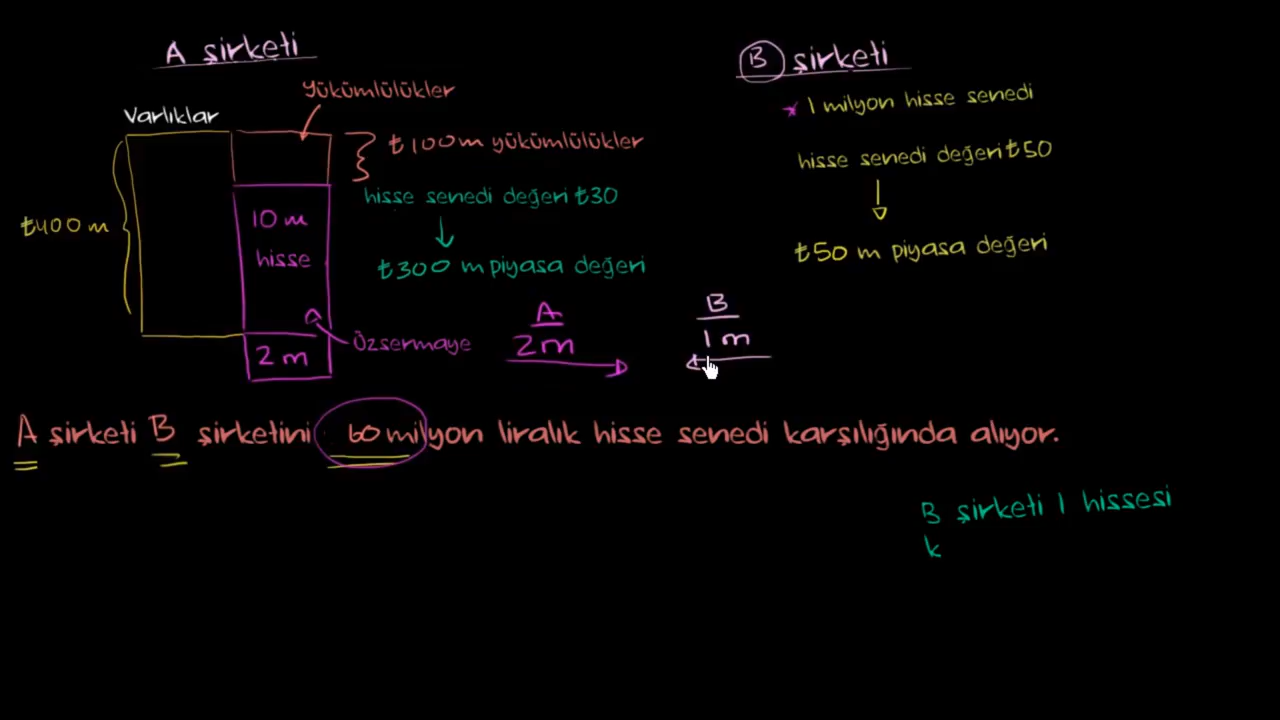 A şirketi
Yükümlülükler
Varlıklar
₺100m yükümlülükler
hisse senedi değeri ₺30
₺400 m
10 m
hisse
₺300 m piyasa değeri
Özsermaye
2 m
A
2m
B
1 m
B şirketi
1 milyon hisse senedi
hisse senedi değeri ₺50
₺50 m piyasa değeri
A şirketi B şirketini 60 milyon liralık hisse senedi karşılığında alıyor.
B şirketi 1 hissesi
k